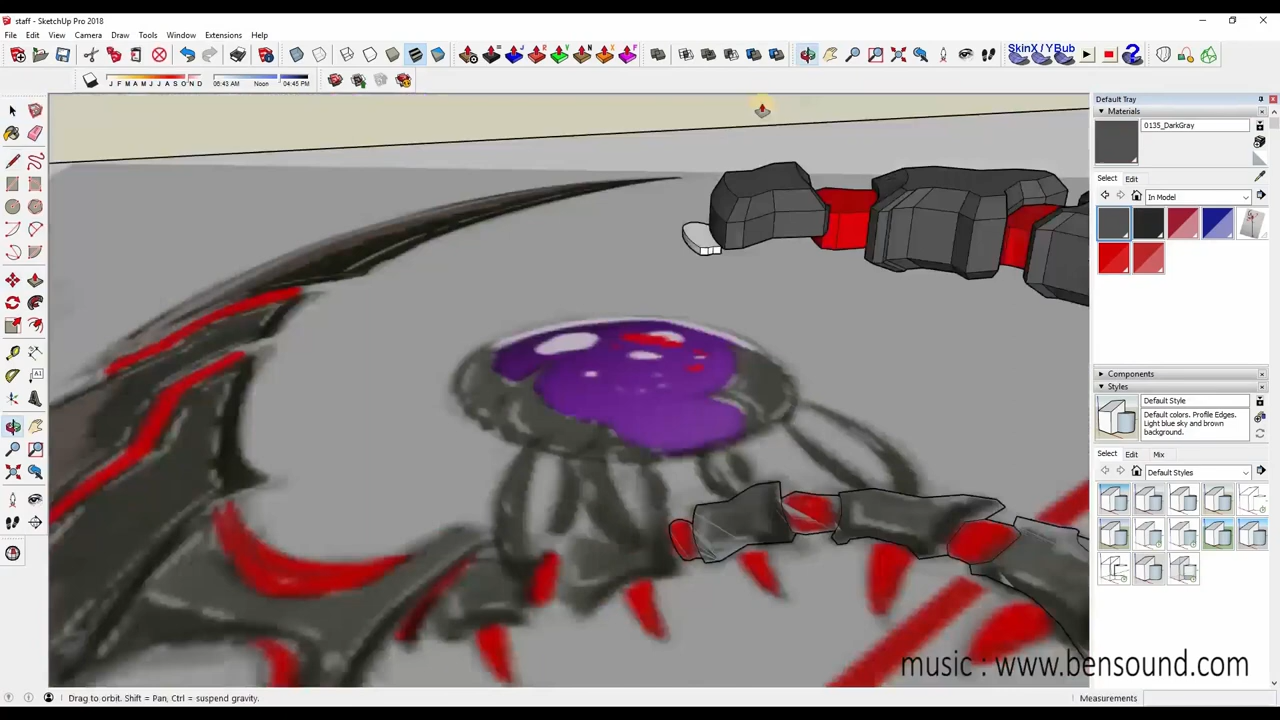 staff - SketchUp Pro 2018
File Edit View Camera Draw Tools Window Extensions Help
SkinX / YBub
J F M A M J J A S O N D 06:43 AM Noon 04:45 PM
Default Tray
Materials
0135_DarkGray
Select Edit
In Model
Components
Styles
Default Style
Default colors. Profile Edges.
Light blue sky and brown
background.
Select Edit Mix
Default Styles
music : www.bensound.com
Drag to orbit. Shift = Pan, Ctrl = suspend gravity.
Measurements